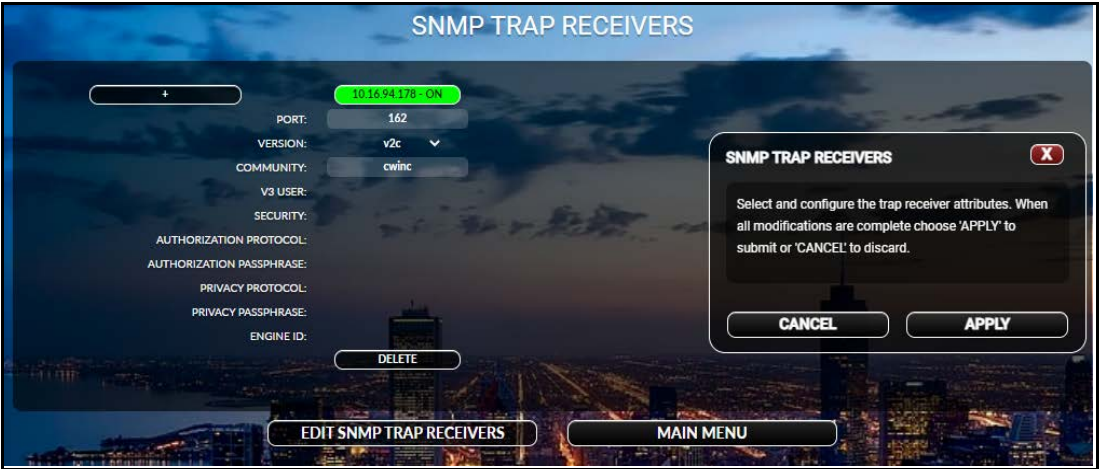 SNMP TRAP RECEIVERS
+
10.16.94.178 - ON
PORT: 162
VERSION: v2c
COMMUNITY: cwinc
V3 USER:
SECURITY:
AUTHORIZATION PROTOCOL:
AUTHORIZATION PASSPHRASE:
PRIVACY PROTOCOL:
PRIVACY PASSPHRASE:
ENGINE ID:
DELETE
SNMP TRAP RECEIVERS
X
Select and configure the trap receiver attributes. When
all modifications are complete choose 'APPLY' to
submit or 'CANCEL' to discard.
CANCEL APPLY
EDIT SNMP TRAP RECEIVERS MAIN MENU